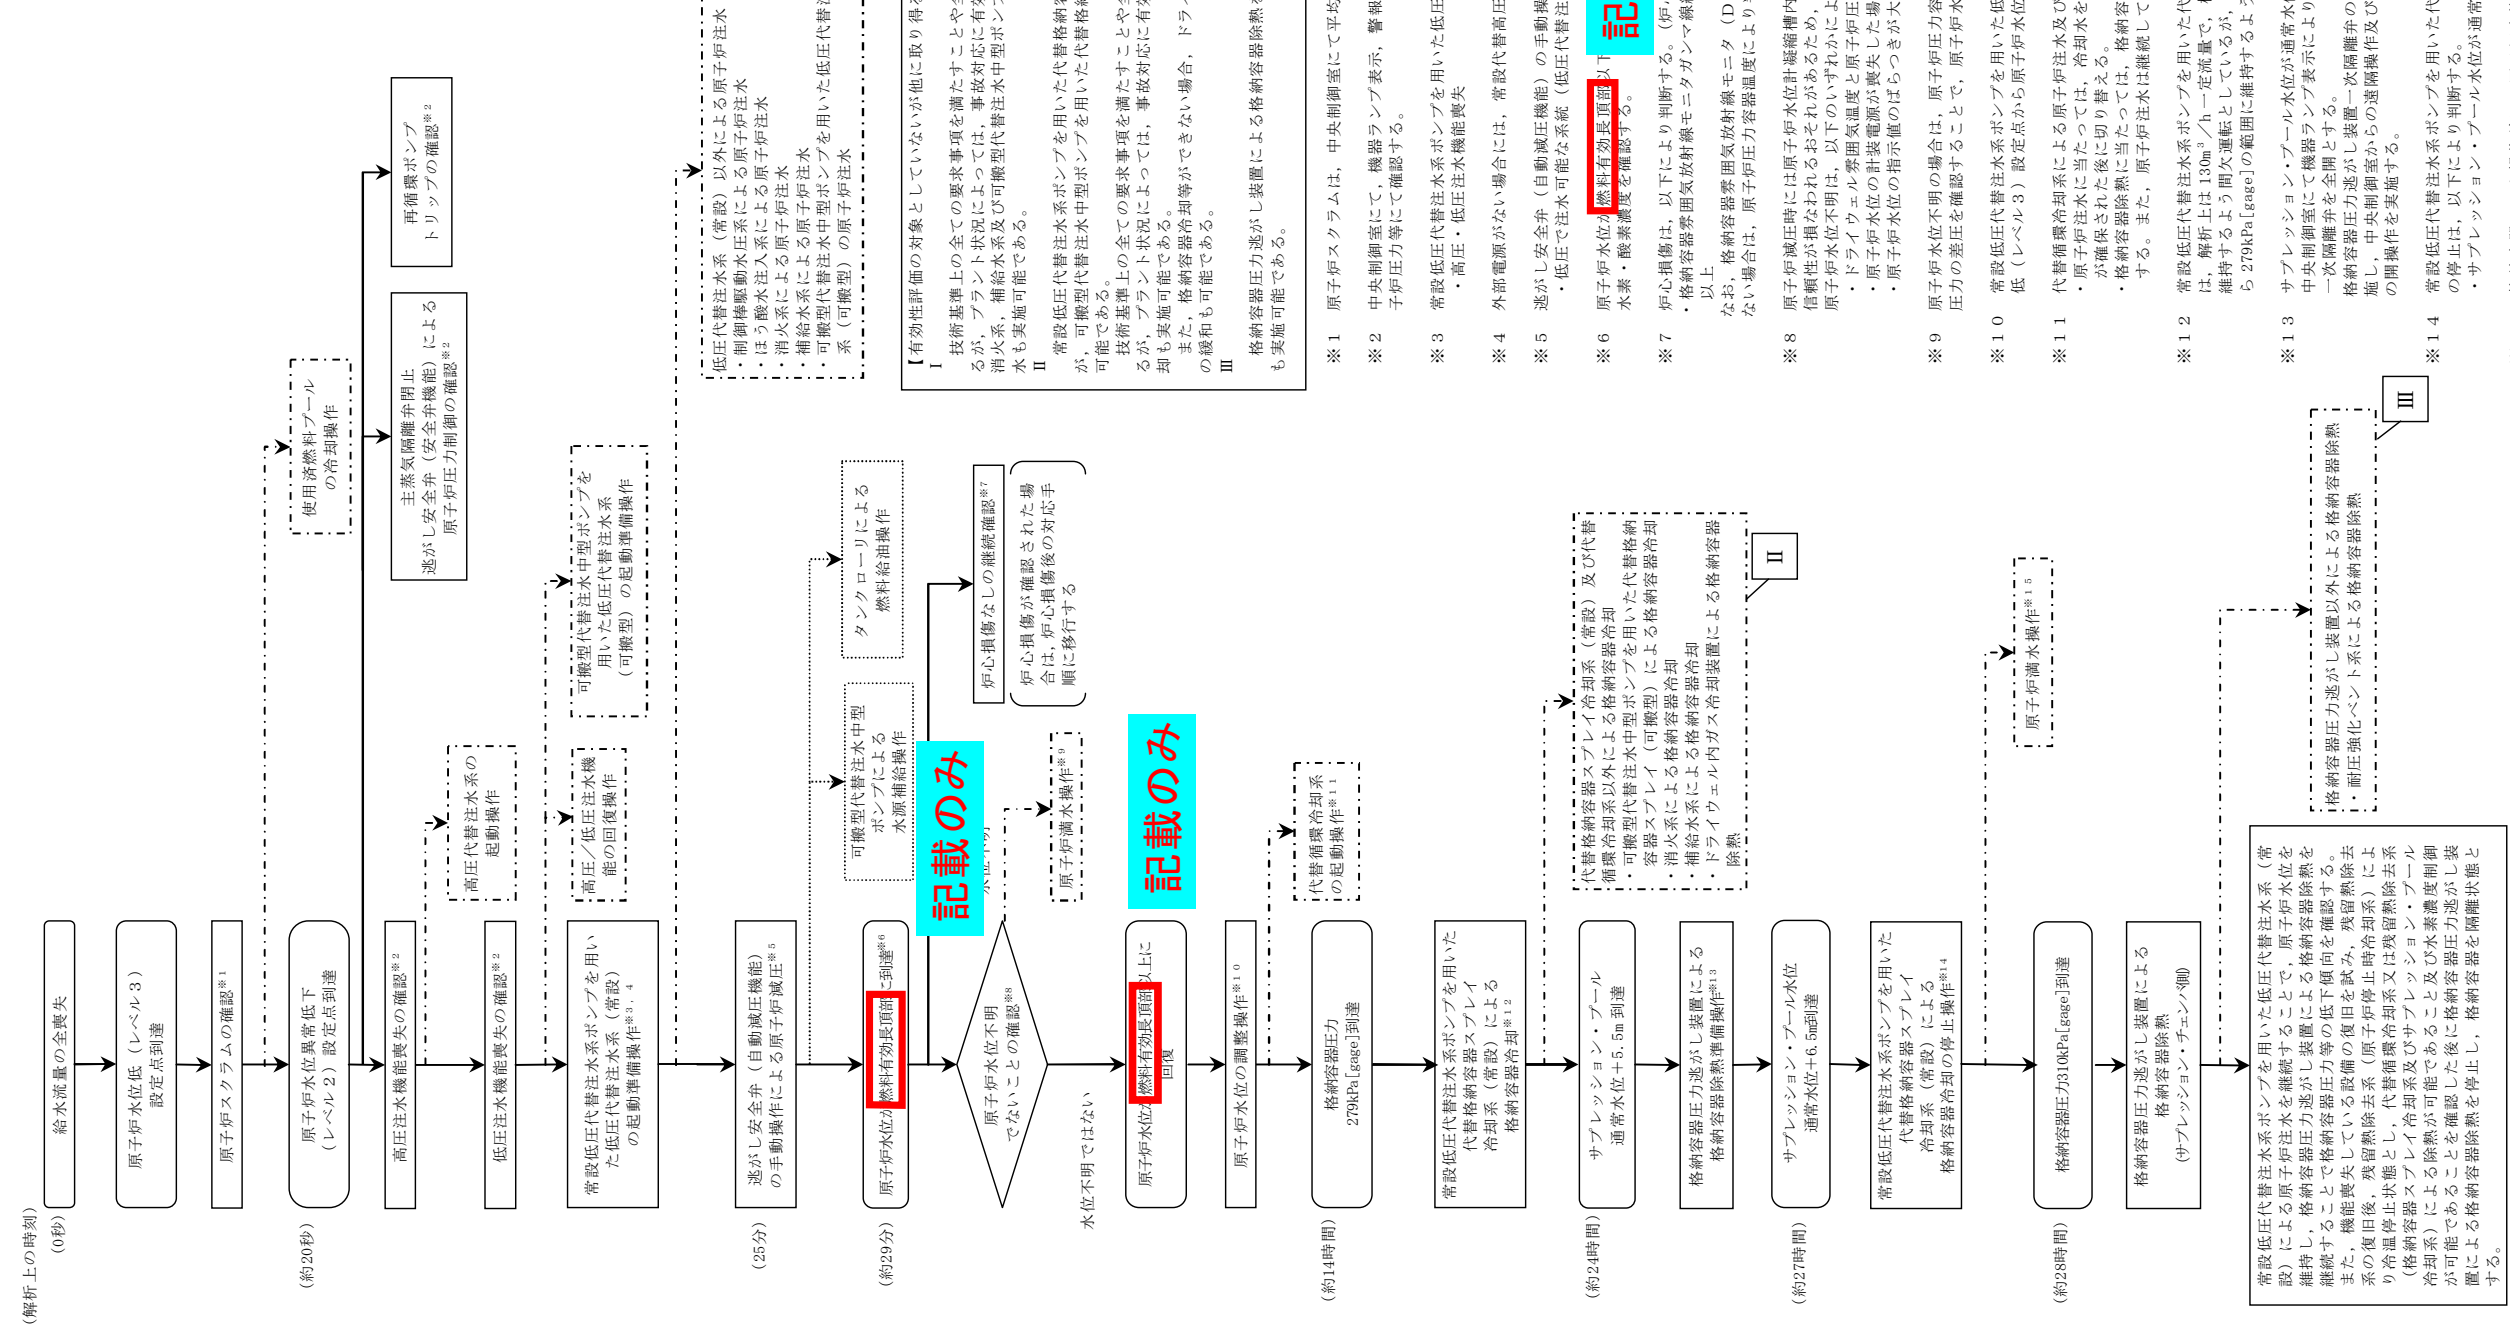 (解析上の時刻)
(0秒)
給水流量の全喪失
原子炉水位低（レベル３）
設定点到達
原子炉スクラムの確認※1
使用済燃料プール
の冷却操作
(約20秒)
原子炉水位異常低下
（レベル２）設定点到達
主蒸気隔離弁閉止
逃がし安全弁（安全弁機能）による
原子炉圧力制御の確認※2
再循環ポンプ
トリップの確認※2
高圧注水機能喪失の確認※2
高圧代替注水系の
起動操作
低圧注水機能喪失の確認※2
高圧／低圧注水機
能の回復操作
可搬型代替注水中型ポンプを
用いた低圧代替注水系
（可搬型）の起動準備操作
常設低圧代替注水系ポンプを用い
た低圧代替注水系（常設）
の起動準備操作※3, 4
低圧代替注水系（常設）以外による原子炉注水
・制御棒駆動水圧系による原子炉注水
・ほう酸水注入系による原子炉注水
・消火系による原子炉注水
・補給水系による原子炉注水
・可搬型代替注水中型ポンプを用いた低圧代替注
系（可搬型）の原子炉注水
(25分)
逃がし安全弁（自動減圧機能）
の手動操作による原子炉減圧※5
可搬型代替注水中型
ポンプによる
水源補給操作
タンクローリによる
燃料給油操作
(約29分)
原子炉水位が燃料有効長頂部に到達※6
記載のみ
炉心損傷なしの継続確認※7
炉心損傷が確認された場
合は，炉心損傷後の対応手
順に移行する
原子炉水位不明
でないことの確認※8
原子炉満水操作※9
水位不明ではない
原子炉水位が燃料有効長頂部以上に
回復
記載のみ
原子炉水位の調整操作※10
代替循環冷却系
の起動操作※11
(約14時間)
格納容器圧力
279kPa[gage]到達
常設低圧代替注水系ポンプを用いた
代替格納容器スプレイ
冷却系（常設）による
格納容器冷却※12
代替格納容器スプレイ冷却系（常設）及び代替
循環冷却系以外による格納容器冷却
・可搬型代替注水中型ポンプを用いた代替格納
容器スプレイ（可搬型）による格納容器冷却
・消火系による格納容器冷却
・補給水系による格納容器冷却
・ドライウェル内ガス冷却装置による格納容器
除熱
Ⅱ
(約24時間)
サプレッション・プール
通常水位＋5.5m 到達
格納容器圧力逃がし装置による
格納容器除熱準備操作※13
(約27時間)
サプレッション・プール水位
通常水位＋6.5m到達
常設低圧代替注水系ポンプを用いた
代替格納容器スプレイ
冷却系（常設）による
格納容器冷却の停止操作※14
原子炉満水操作※15
(約28時間)
格納容器圧力310kPa[gage]到達
格納容器圧力逃がし装置による
格納容器除熱
(サプレッション・チェンバ側)
格納容器圧力逃がし装置以外による格納容器除熱
・耐圧強化ベント系による格納容器除熱
Ⅲ
常設低圧代替注水系ポンプを用いた低圧代替注水系（常
設）による原子炉注水を継続することで，原子炉水位を
維持し，格納容器圧力逃がし装置による格納容器除熱を
継続することで格納容器圧力等の低下傾向を確認する。
また，機能喪失している設備の復旧を試み，残留熱除去
系の復旧後，残留熱除去系（原子炉停止時冷却系）によ
り冷温停止状態とし，代替循環冷却系又は残留熱除去系
（格納容器スプレイ冷却系及びサプレッション・プール
冷却系）による除熱が可能であること及び水素濃度制御
が可能であることを確認した後に格納容器圧力逃がし装
置による格納容器除熱を停止し，格納容器を隔離状態と
する。
【有効性評価の対象としていないが他に取り得る
Ⅰ
技術基準上の全ての要求事項を満たすことや全
るが，プラント状況によっては，事故対応に有効
消火系，補給水系及び可搬型代替注水中型ポンプ
水も実施可能である。
Ⅱ
常設低圧代替注水系ポンプを用いた代替格納容
が，可搬型代替注水中型ポンプを用いた代替格納
可能である。
技術基準上の全ての要求事項を満たすことや全
るが，プラント状況によっては，事故対応に有効
却も実施可能である。
また，格納容器冷却等ができない場合，ドライ
の緩和も可能である。
Ⅲ
格納容器圧力逃がし装置による格納容器除熱を
も実施可能である。
※１ 原子炉スクラムは，中央制御室にて平均
※２ 中央制御室にて，機器ランプ表示，警報
子炉圧力等にて確認する。
※３ 常設低圧代替注水系ポンプを用いた低圧
・高圧・低圧注水機能喪失
※４ 外部電源がない場合には，常設代替高圧
※５ 逃がし安全弁（自動減圧機能）の手動操
・低圧で注水可能な系統（低圧代替注
※６ 原子炉水位が燃料有効長頂部以下
水素・酸素濃度を確認する。
記
※７ 炉心損傷は，以下により判断する。（炉
・格納容器雰囲気放射線モニタガンマ線
以上
なお，格納容器雰囲気放射線モニタ（D
ない場合は，原子炉圧力容器温度により
※８ 原子炉減圧時には原子炉水位計凝縮槽内
信頼性が損なわれるおそれがあるため，
原子炉水位不明は，以下のいずれかによ
・ドライウェル雰囲気温度と原子炉圧
・原子炉水位の計装電源が喪失した場
・原子炉水位の指示値のばらつきが大
※９ 原子炉水位不明の場合は，原子炉圧力容
圧力の差圧を確認することで，原子炉水
※１０ 常設低圧代替注水系ポンプを用いた低
低（レベル３）設定点から原子炉水位
※１１ 代替循環冷却系による原子炉注水及び
・原子炉注水に当たっては，冷却水を
が確保された後に切り替える。
・格納容器除熱に当たっては，格納容
する。また，原子炉注水は継続して
※１２ 常設低圧代替注水系ポンプを用いた代
は，解析上は 130m³／h 一定流量で，
維持するよう間欠運転としているが，
ら 279kPa[gage]の範囲に維持するよ
※１３ サプレッション・プール水位が通常水
中央制御室にて機器ランプ表示により
一次隔離弁を全開とする。
格納容器圧力逃がし装置一次隔離弁の
施し，中央制御室からの遠隔操作及び
の開操作を実施する。
※１４ 常設低圧代替注水系ポンプを用いた代
の停止は，以下により判断する。
・サプレッション・プール水位が通常